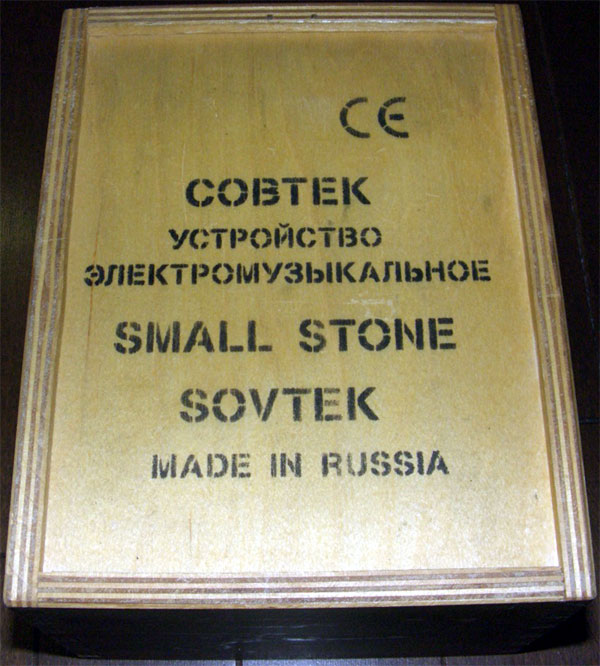 CE
СОВТЕК
УСТРОЙСТВО
ЭЛЕКТРОМУЗЫКАЛЬНОЕ
SMALL STONE
SOVTEK
MADE IN RUSSIA